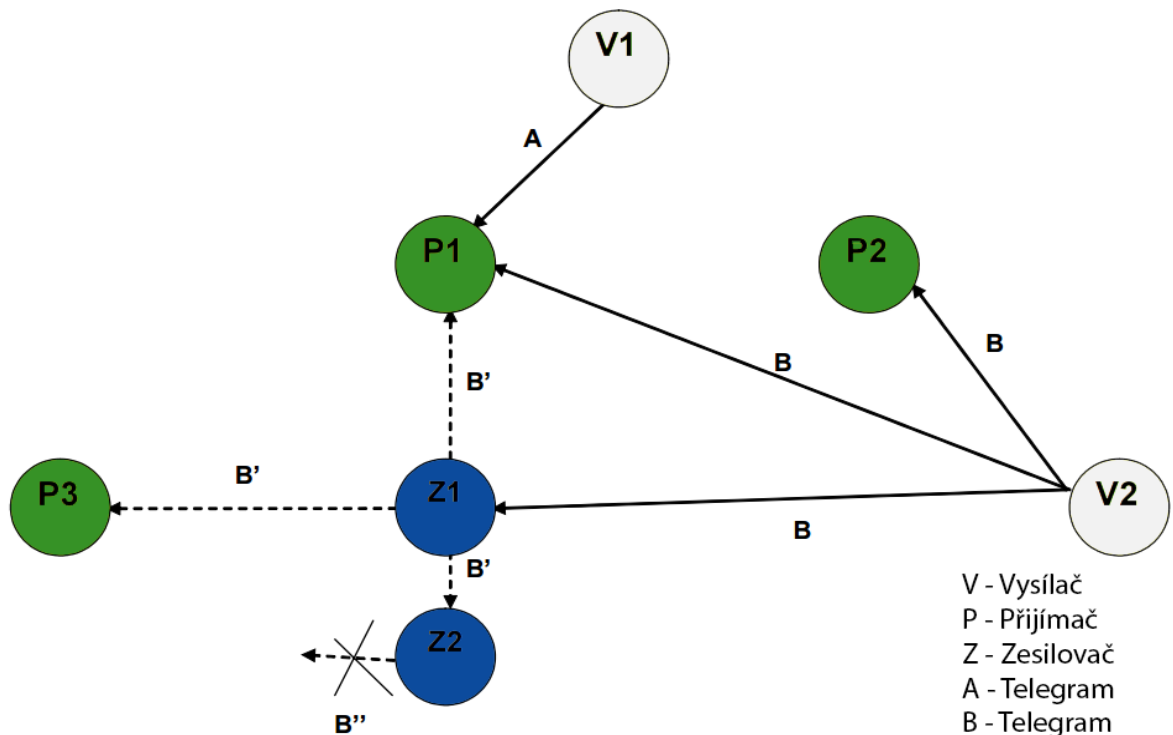 V1
A
P1
P2
B
B
B’
B’
P3
Z1
V2
B
B’
Z2
B’’
V - Vysílač
P - Přijímač
Z - Zesilovač
A - Telegram
B - Telegram